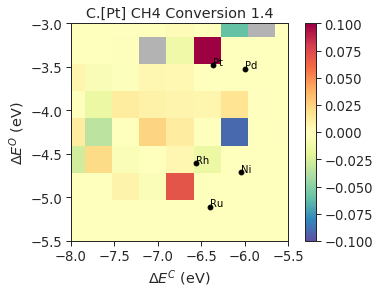 C.[Pt] CH4 Conversion 1.4
ΔE^O (eV)
−3.0
−3.5
−4.0
−4.5
−5.0
−5.5
Pt
Pd
Rh
Ni
Ru
−8.0 −7.5 −7.0 −6.5 −6.0 −5.5
ΔE^C (eV)
0.100
0.075
0.050
0.025
0.000
−0.025
−0.050
−0.075
−0.100